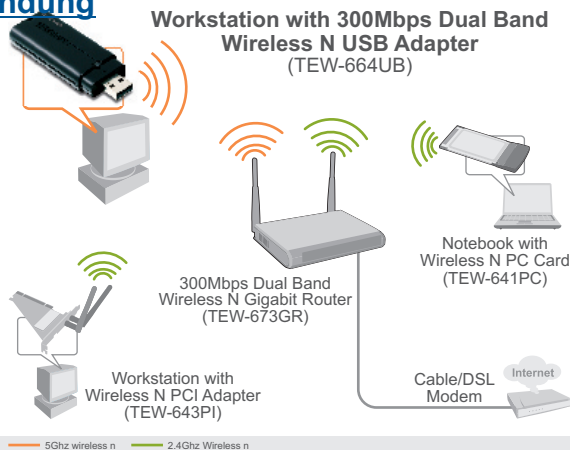 ndung
Workstation with 300Mbps Dual Band
Wireless N USB Adapter
(TEW-664UB)
Notebook with
Wireless N PC Card
(TEW-641PC)
300Mbps Dual Band
Wireless N Gigabit Router
(TEW-673GR)
Workstation with
Wireless N PCI Adapter
(TEW-643PI)
Cable/DSL
Modem
Internet
5Ghz wireless n
2.4Ghz Wireless n